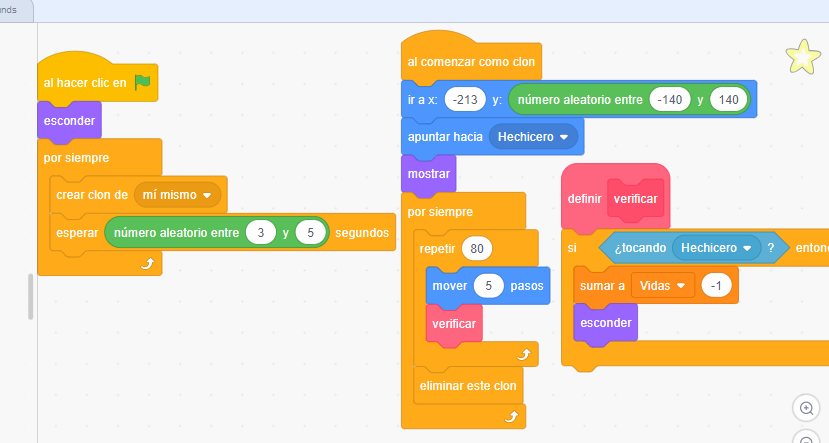 al hacer clic en
esconder
por siempre
crear clon de mí mismo
esperar número aleatorio entre 3 y 5 segundos
al comenzar como clon
ir a x: -213 y: número aleatorio entre -140 y 140
apuntar hacia Hechicero
mostrar
por siempre
repetir 80
mover 5 pasos
verificar
eliminar este clon
definir verificar
si ¿tocando Hechicero ?
sumar a Vidas -1
esconder